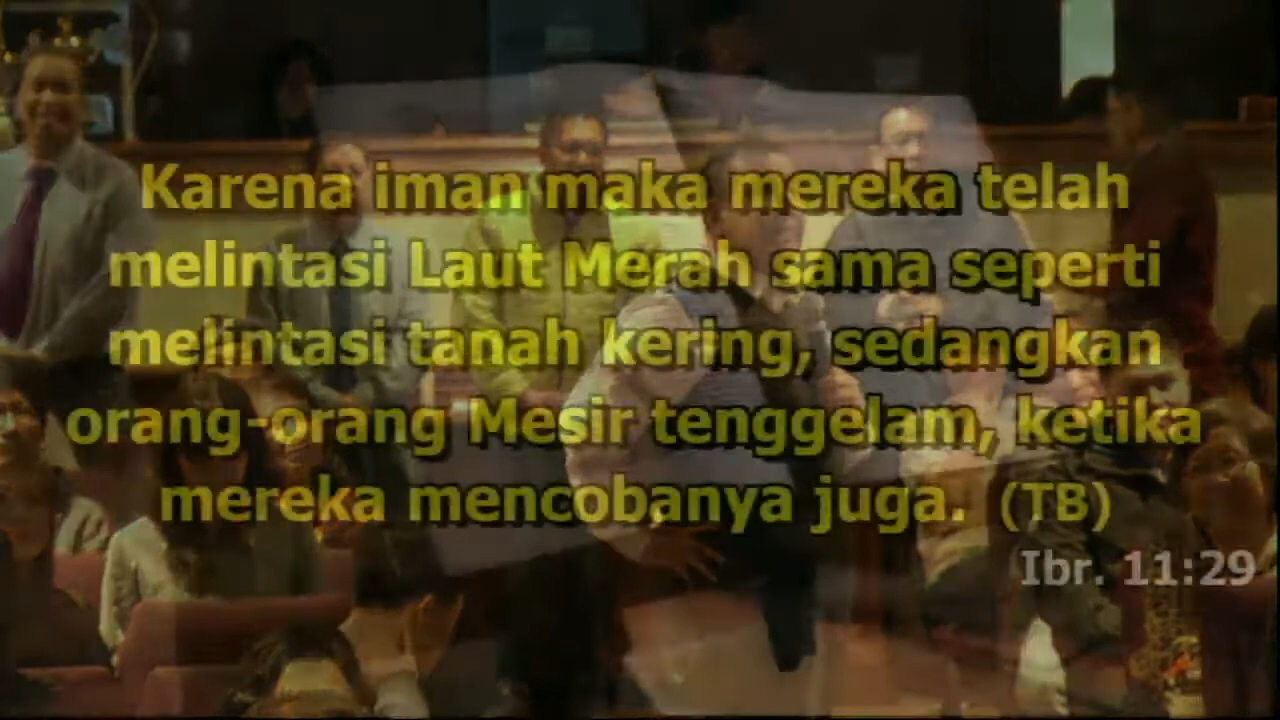 Karena iman maka mereka telah
melintasi Laut Merah sama seperti
melintasi tanah kering, sedangkan
orang-orang Mesir tenggelam, ketika
mereka mencobanya juga. (TB)
Ibr. 11:29